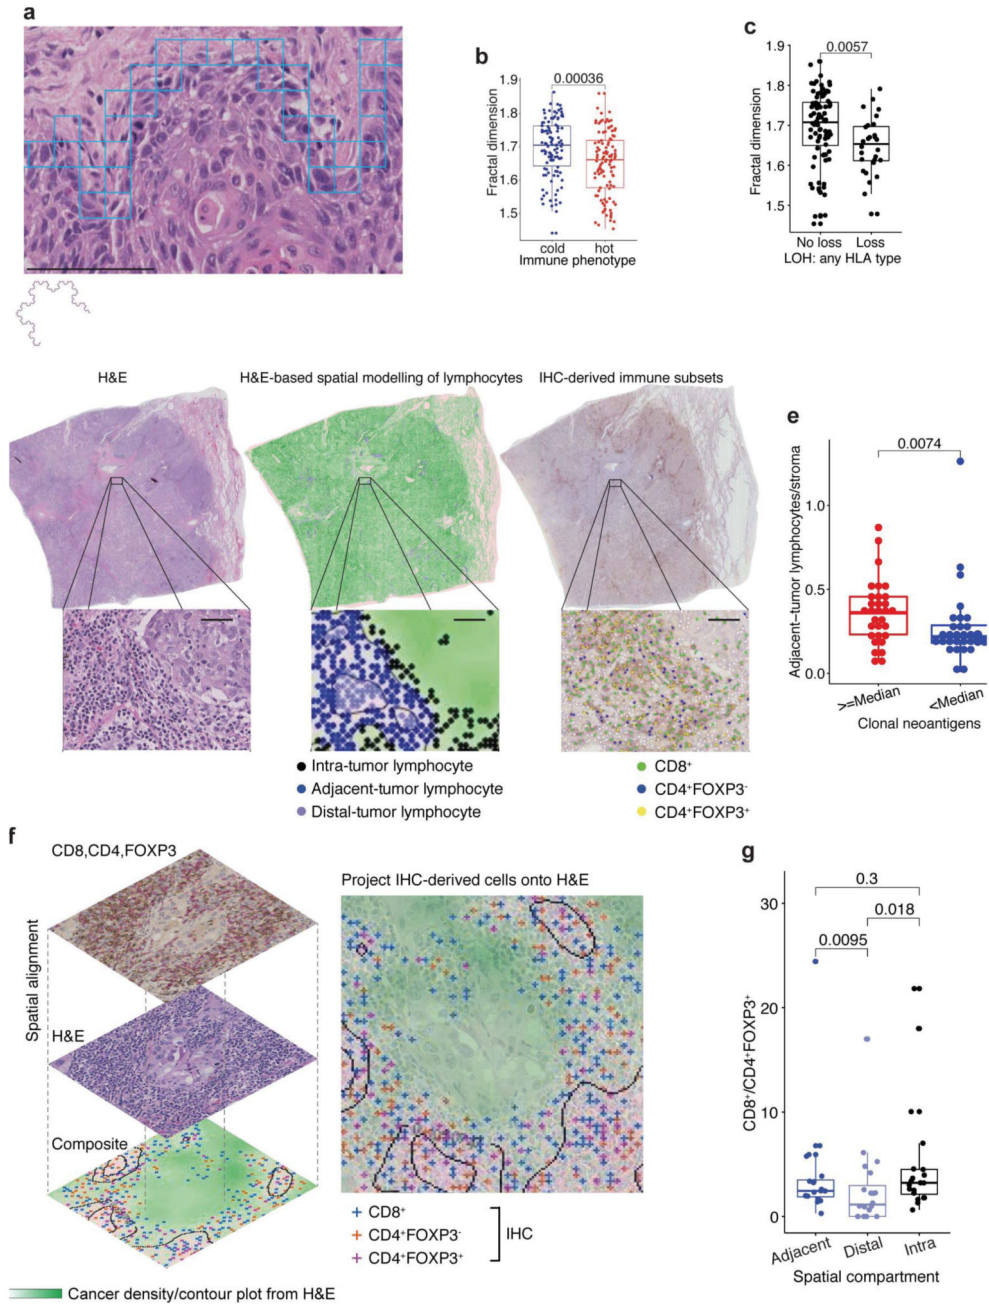 a
b
0.00036
1.9
1.8
1.7
1.6
1.5
Fractal dimension
cold hot
Immune phenotype
c
0.0057
1.9
1.8
1.7
1.6
1.5
Fractal dimension
No loss Loss
LOH: any HLA type
H&E
H&E-based spatial modelling of lymphocytes
IHC-derived immune subsets
Intra-tumor lymphocyte
Adjacent-tumor lymphocyte
Distal-tumor lymphocyte
CD8⁺
CD4⁺FOXP3⁻
CD4⁺FOXP3⁺
e
0.0074
1.0
0.5
0.0
Adjacent–tumor lymphocytes/stroma
>=Median <Median
Clonal neoantigens
f
CD8,CD4,FOXP3
Spatial alignment
H&E
Composite
Project IHC-derived cells onto H&E
CD8⁺
CD4⁺FOXP3⁻
CD4⁺FOXP3⁺
IHC
Cancer density/contour plot from H&E
g
0.3
0.018
0.0095
30
20
10
0
CD8⁺/CD4⁺FOXP3⁺
Adjacent Distal Intra
Spatial compartment